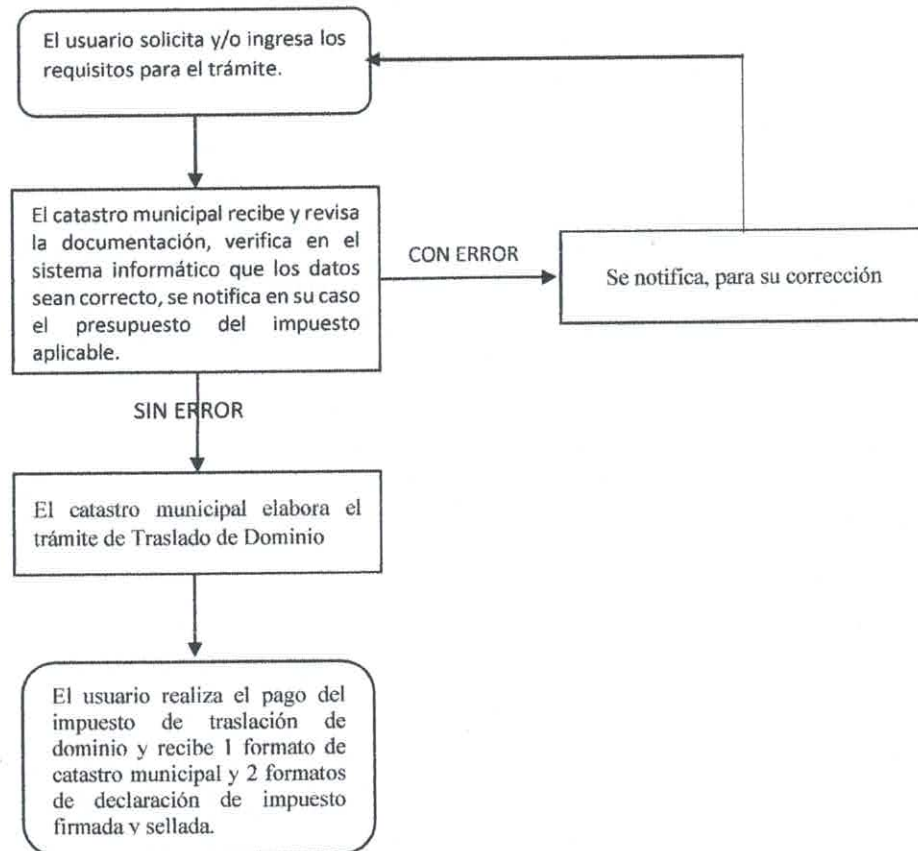 El usuario solicita y/o ingresa los
requisitos para el trámite.
El catastro municipal recibe y revisa
la documentación, verifica en el
sistema informático que los datos
sean correcto, se notifica en su caso
el presupuesto del impuesto
aplicable.
CON ERROR
Se notifica, para su corrección
SIN ERROR
El catastro municipal elabora el
trámite de Traslado de Dominio
El usuario realiza el pago del
impuesto de traslación de
dominio y recibe 1 formato de
catastro municipal y 2 formatos
de declaración de impuesto
firmada y sellada.